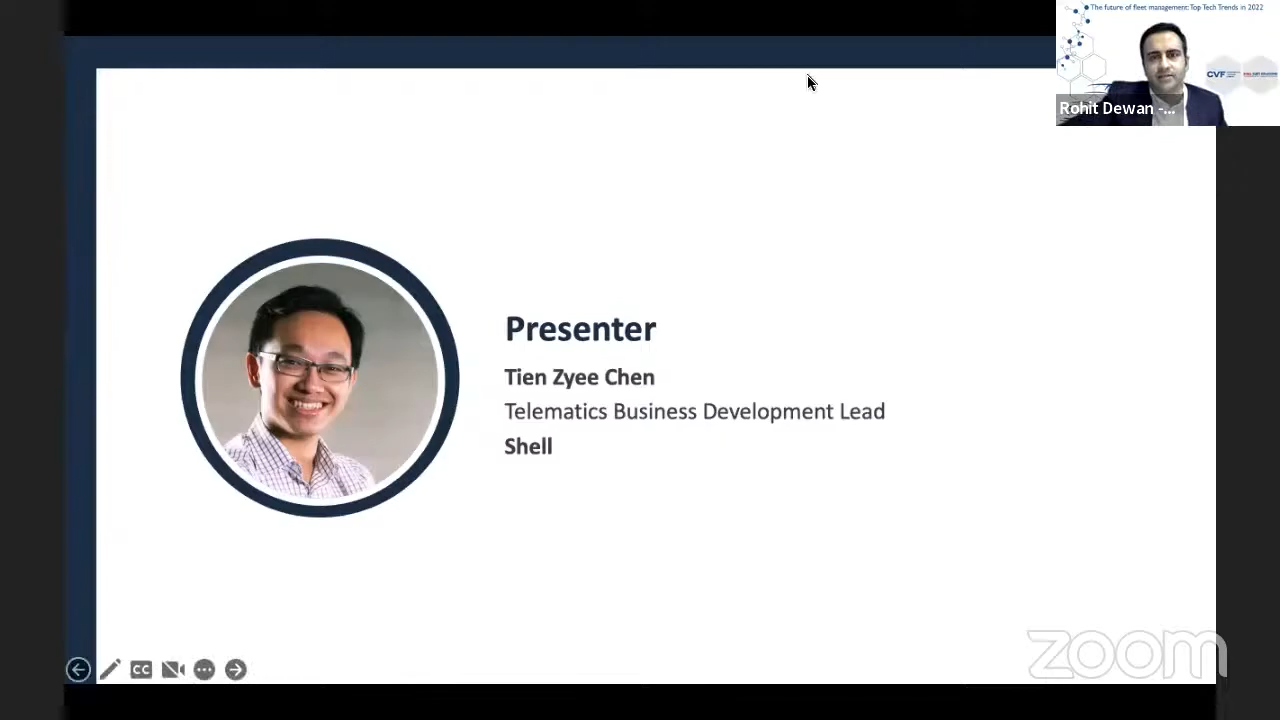 The future of fleet management: Top Tech Trends in 2022
CVF
Rohit Dewan -...
Presenter
Tien Zyee Chen
Telematics Business Development Lead
Shell
CC
zoom